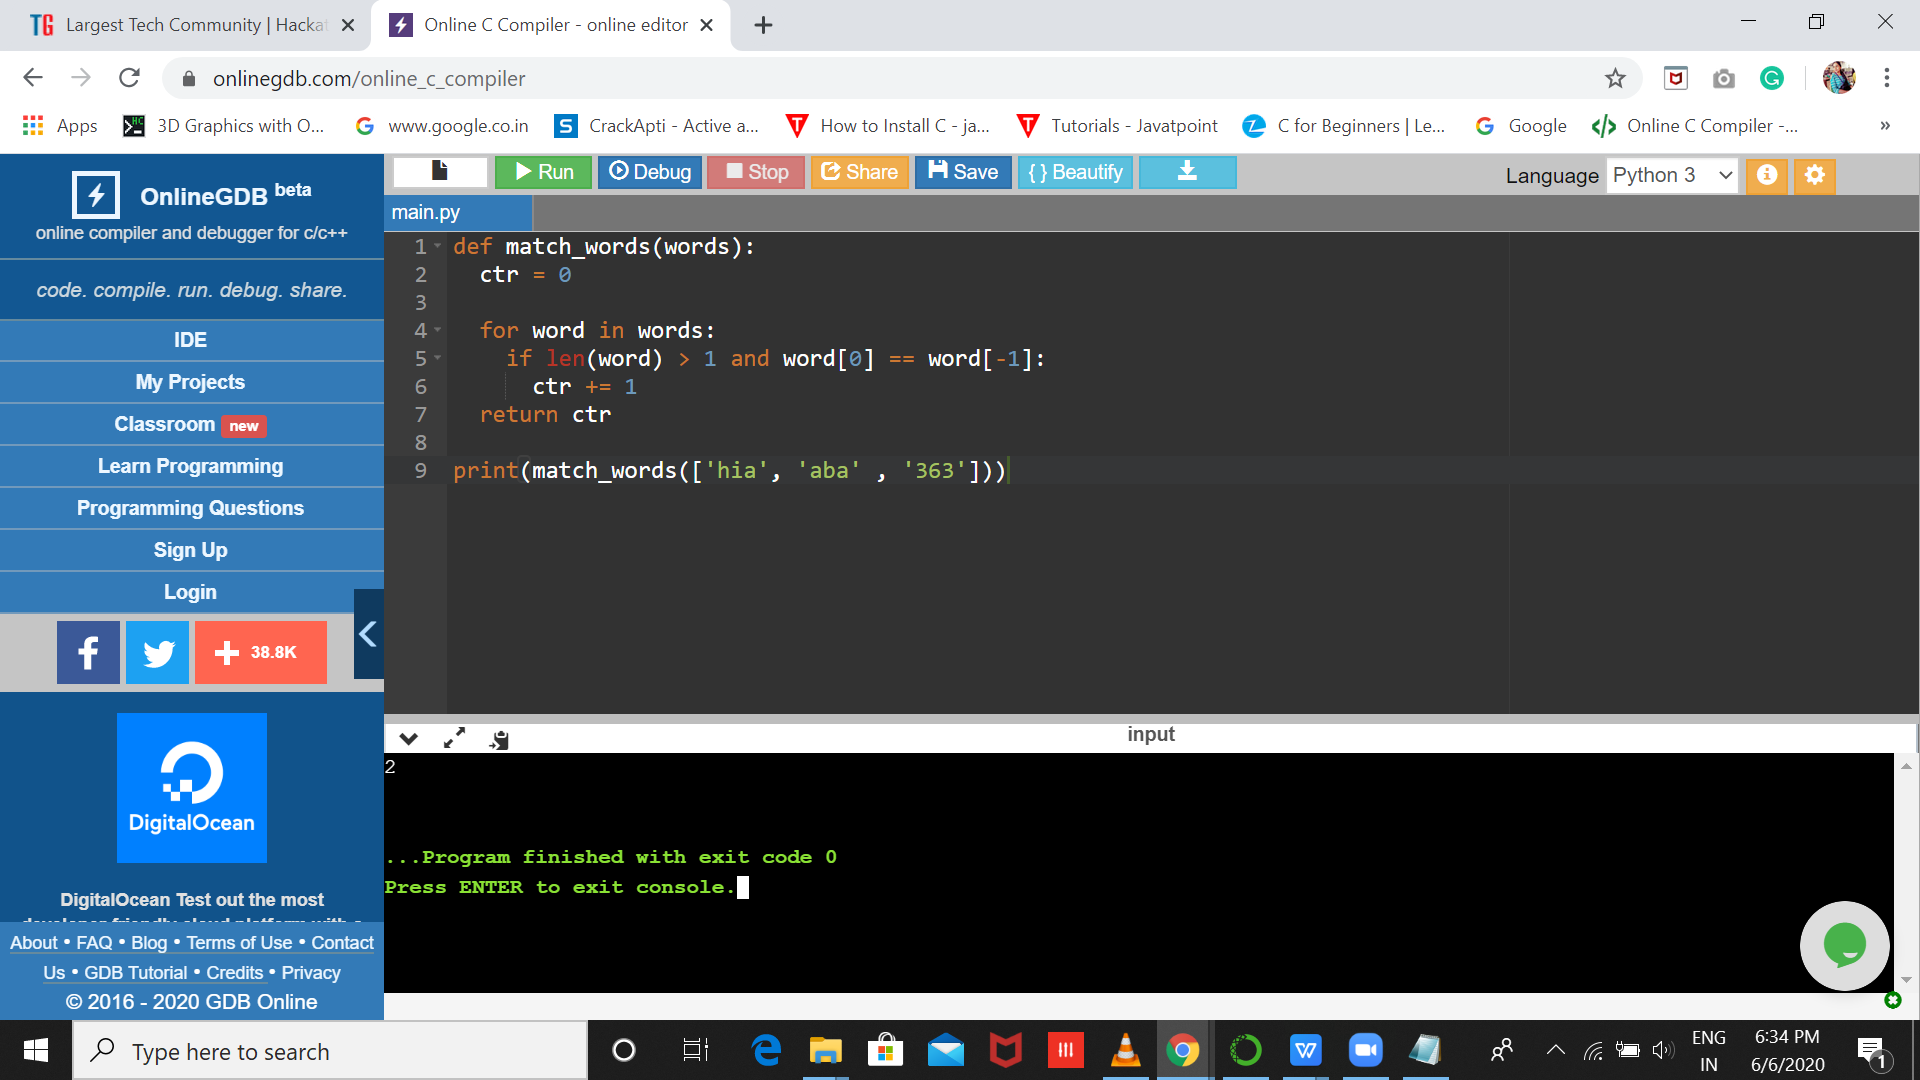 Largest Tech Community | Hacka
Online C Compiler - online editor
onlinegdb.com/online_c_compiler
Apps
3D Graphics with O...
www.google.co.in
CrackApti - Active a...
How to Install C - ja...
Tutorials - Javatpoint
C for Beginners | Le...
Google
Online C Compiler -...
»
OnlineGDB beta
online compiler and debugger for c/c++
code. compile. run. debug. share.
IDE
My Projects
Classroom new
Learn Programming
Programming Questions
Sign Up
Login
38.8K
DigitalOcean
DigitalOcean Test out the most
About • FAQ • Blog • Terms of Use • Contact
Us • GDB Tutorial • Credits • Privacy
© 2016 - 2020 GDB Online
Run
Debug
Stop
Share
Save
{ } Beautify
Language Python 3
main.py
1 def match_words(words):
2 ctr = 0
3
4 for word in words:
5 if len(word) > 1 and word[0] == word[-1]:
6 ctr += 1
7 return ctr
8
9 print(match_words(['hia', 'aba' , '363']))
input
2
...Program finished with exit code 0
Press ENTER to exit console.
Type here to search
ENG
IN
6:34 PM
6/6/2020
1